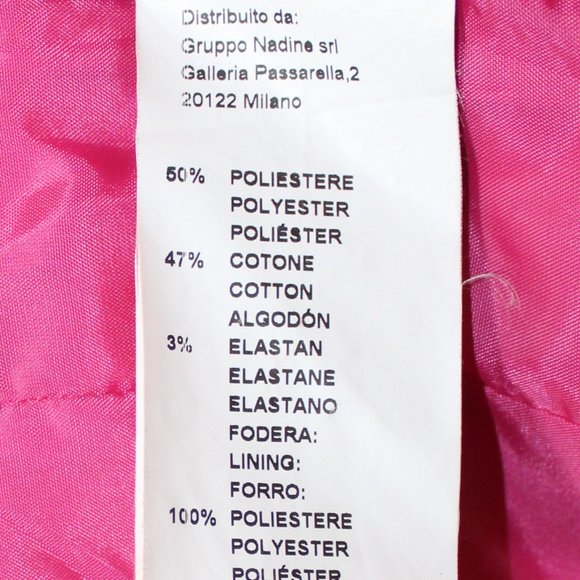 Distribuito da:
Gruppo Nadine srl
Galleria Passarella,2
20122 Milano
50% POLIESTERE
POLYESTER
POLIÉSTER
47% COTONE
COTTON
ALGODÓN
3% ELASTAN
ELASTANE
ELASTANO
FODERA:
LINING:
FORRO:
100% POLIESTERE
POLYESTER
POLIÉSTER